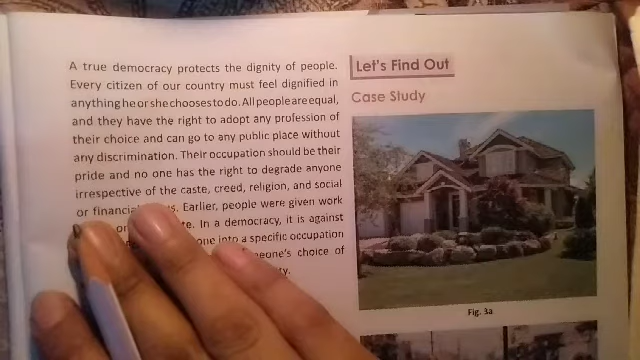 A true democracy protects the dignity of people.
Every citizen of our country must feel dignified in
anything he or she chooses to do. All people are equal,
and they have the right to adopt any profession of
their choice and can go to any public place without
any discrimination. Their occupation should be their
pride and no one has the right to degrade anyone
irrespective of the caste, creed, religion, and social
or financial Earlier, people were given work
In a democracy, it is against
into a specific occupation
choice of
Let's Find Out
Case Study
Fig. 3a